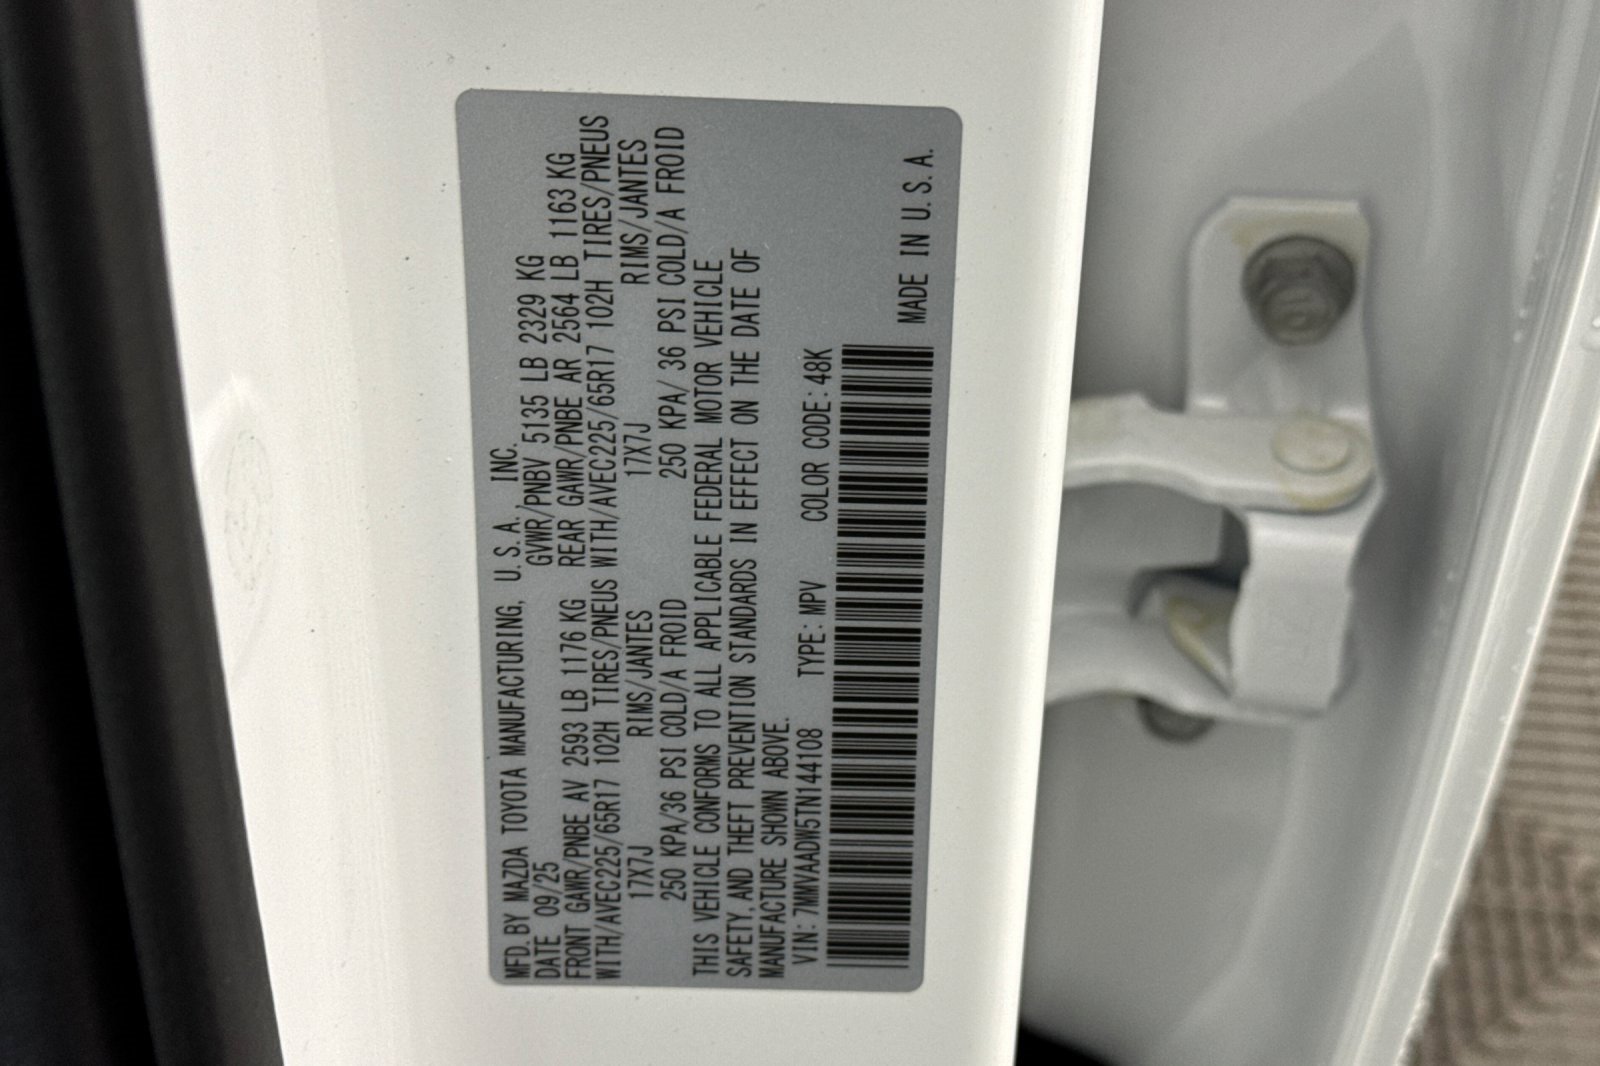 MFD. BY MAZDA TOYOTA MANUFACTURING, U. S. A., INC.
DATE 09/25 GVWR/PNBV 5135 LB 2329 KG
FRONT GAWR/PNBE AV 2593 LB 1176 KG REAR GAWR/PNBE AR 2564 LB 1163 KG
WITH/AVEC225/65R17 102H TIRES/PNEUS WITH/AVEC225/65R17 102H TIRES/PNEUS
17X7J RIMS/JANTES 17X7J RIMS/JANTES
250 KPA/36 PSI COLD/A FROID 250 KPA/ 36 PSI COLD/A FROID
THIS VEHICLE CONFORMS TO ALL APPLICABLE FEDERAL MOTOR VEHICLE
SAFETY, AND THEFT PREVENTION STANDARDS IN EFFECT ON THE DATE OF
MANUFACTURE SHOWN ABOVE.
VIN: 7MMVAADW5TN144108 TYPE: MPV COLOR CODE: 48K
MADE IN U. S. A.